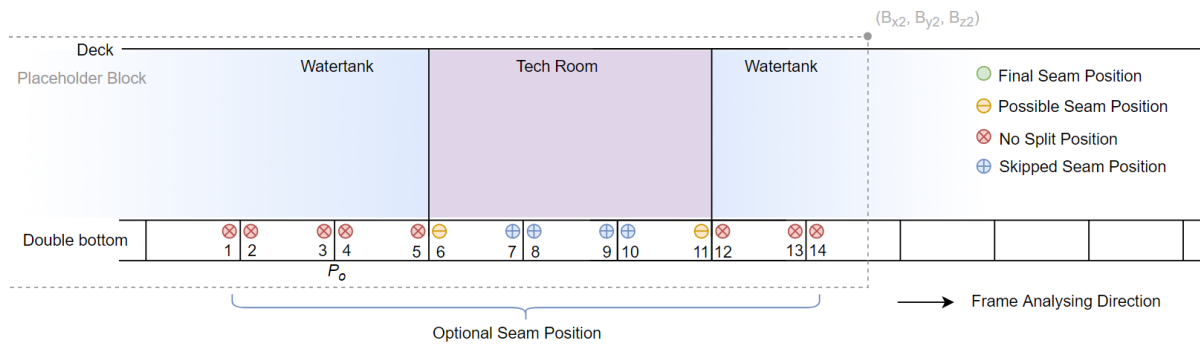 (Bx2, By2, Bz2)
Deck
Placeholder Block
Watertank
Tech Room
Watertank
Final Seam Position
Possible Seam Position
No Split Position
Skipped Seam Position
Double bottom
1 2 3 4 5 6 7 8 9 10 11 12 13 14
Po
Optional Seam Position
Frame Analysing Direction